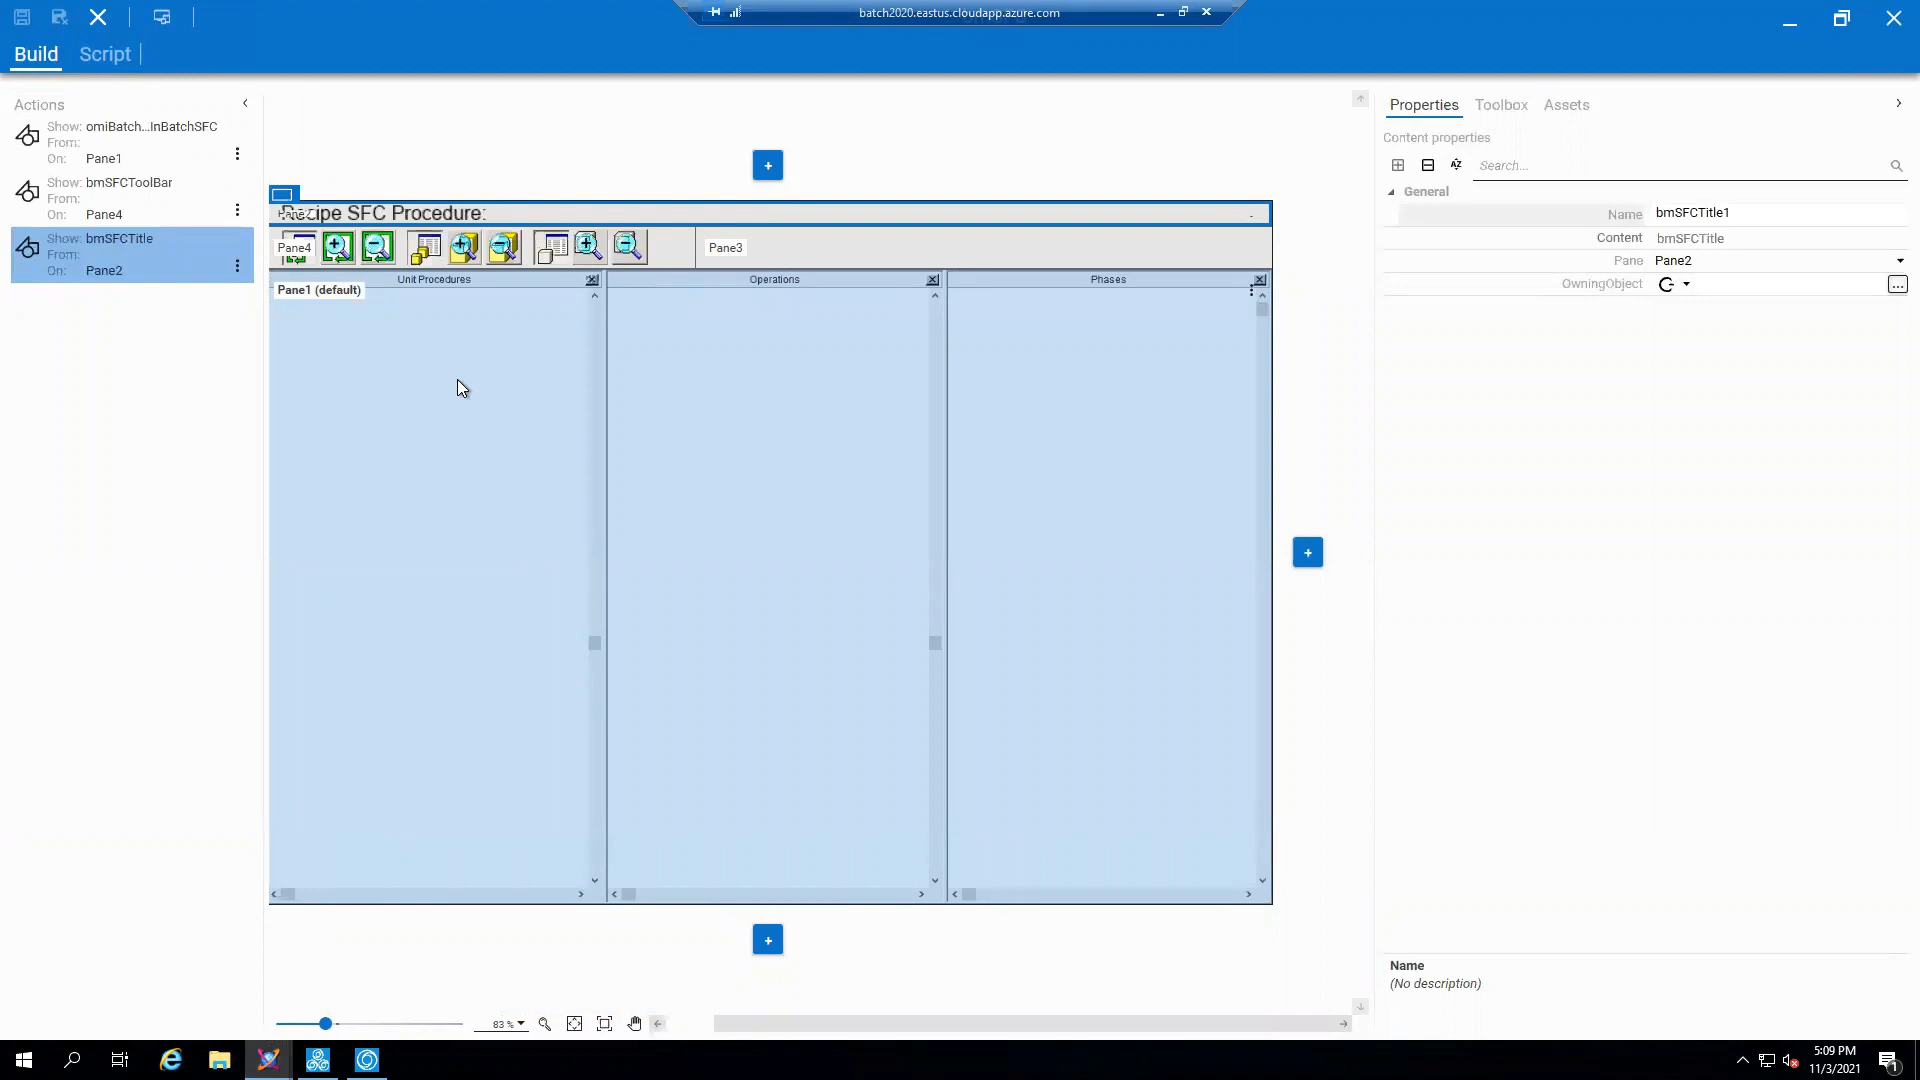 batch2020.eastus.cloudapp.azure.com
Build Script
Actions
Show: omiBatch...InBatchSFC
From:
On: Pane1
Show: bmSFCToolBar
From:
On: Pane4
Show: bmSFCTitle
From:
On: Pane2
Recipe SFC Procedure:
Pane4
Pane3
Unit Procedures
Operations
Phases
Pane1 (default)
83 %
Properties Toolbox Assets
Content properties
Search...
General
Name bmSFCTitle1
Content bmSFCTitle
Pane Pane2
OwningObject
...
Name
(No description)
5:09 PM
11/3/2021
1